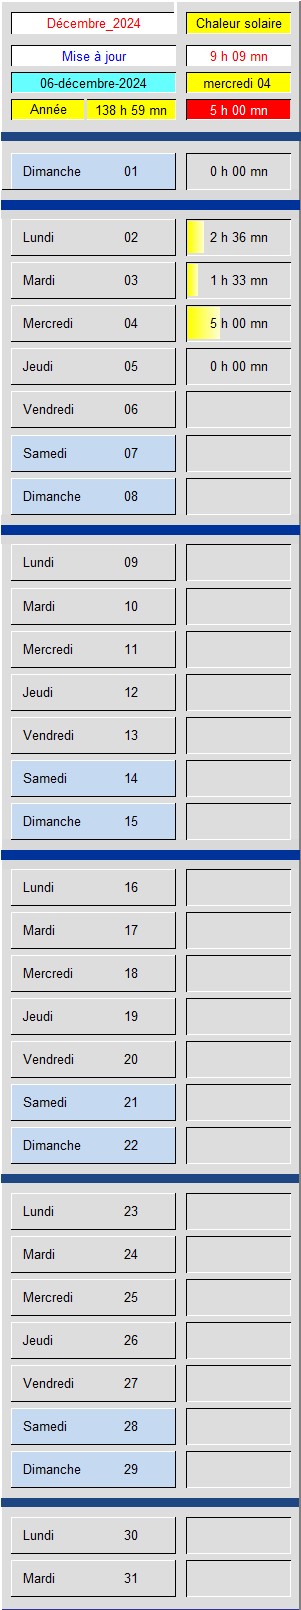 Décembre_2024 Chaleur solaire
Mise à jour 9 h 09 mn
06-décembre-2024 mercredi 04
Année 138 h 59 mn 5 h 00 mn
Dimanche 01 0 h 00 mn
Lundi 02 2 h 36 mn
Mardi 03 1 h 33 mn
Mercredi 04 5 h 00 mn
Jeudi 05 0 h 00 mn
Vendredi 06
Samedi 07
Dimanche 08
Lundi 09
Mardi 10
Mercredi 11
Jeudi 12
Vendredi 13
Samedi 14
Dimanche 15
Lundi 16
Mardi 17
Mercredi 18
Jeudi 19
Vendredi 20
Samedi 21
Dimanche 22
Lundi 23
Mardi 24
Mercredi 25
Jeudi 26
Vendredi 27
Samedi 28
Dimanche 29
Lundi 30
Mardi 31